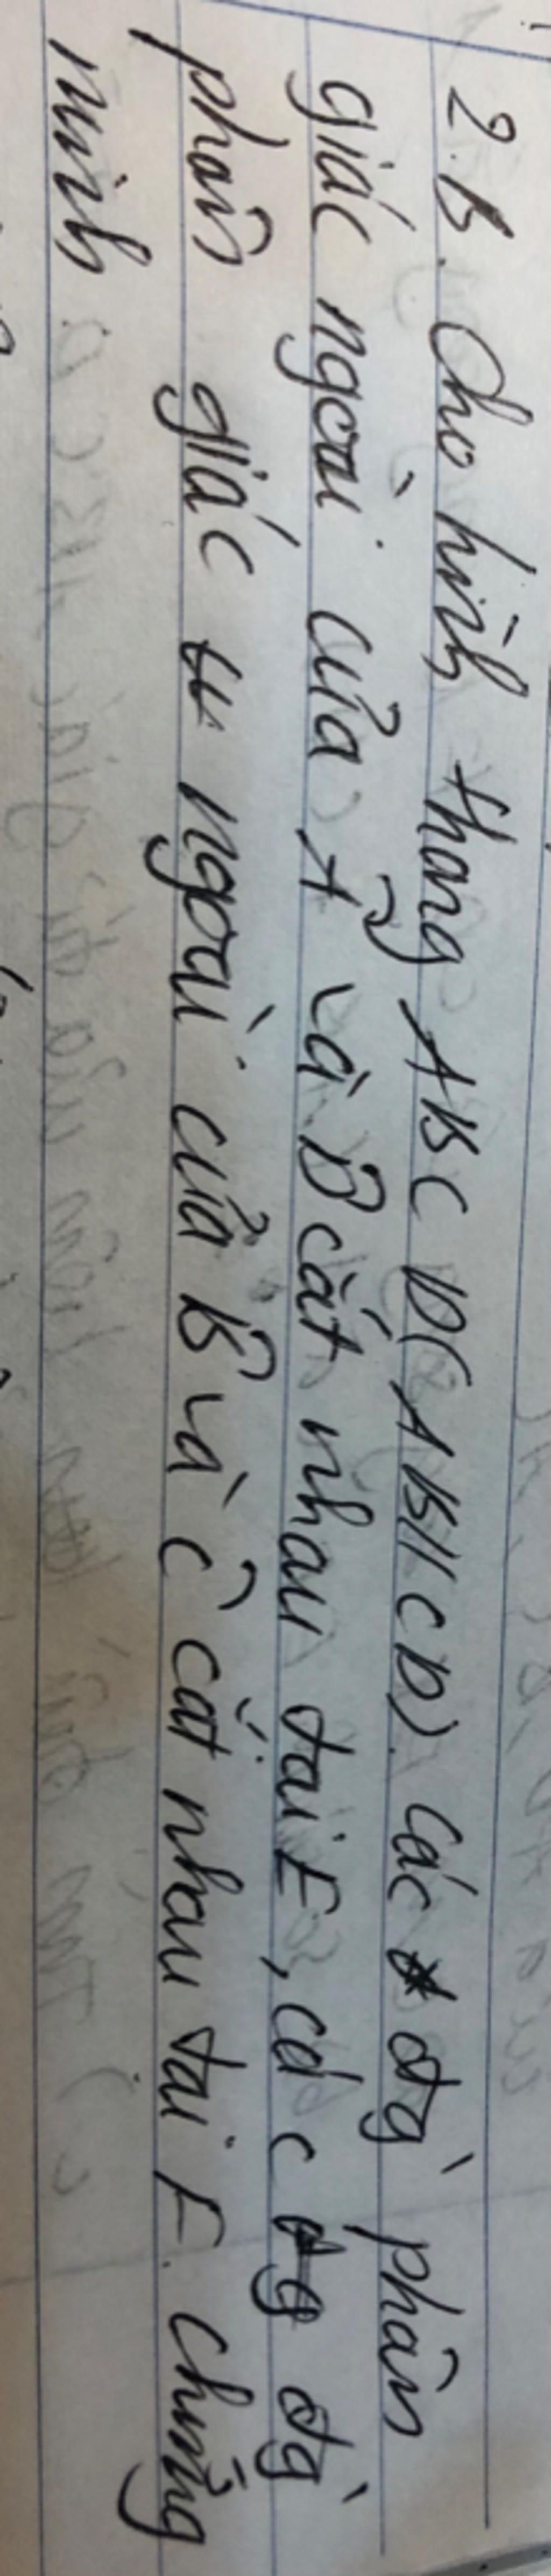 2.B. Cho hình thang ABCD (AB//CD). Các đg phân
giác ngoài của A và D cắt nhau tại E, các đg
phân giác ngoài của B và C cắt nhau tại F. Chứng
minh